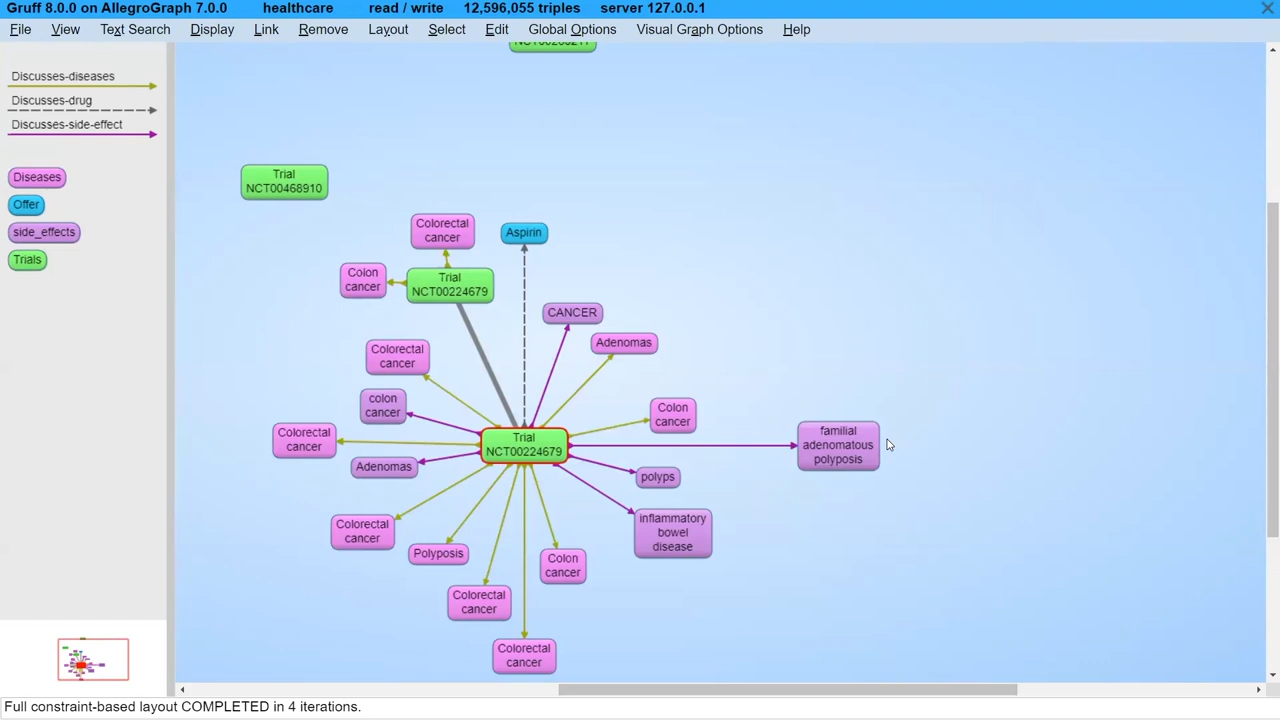 Gruff 8.0.0 on AllegroGraph 7.0.0 healthcare read / write 12,596,055 triples server 127.0.0.1
File View Text Search Display Link Remove Layout Select Edit Global Options Visual Graph Options Help
Discusses-diseases
Discusses-drug
Discusses-side-effect
Diseases
Offer
side_effects
Trials
Trial
NCT00468910
Colorectal
cancer
Aspirin
Colon
cancer
Trial
NCT00224679
CANCER
Adenomas
Colorectal
cancer
colon
cancer
Colon
cancer
Colorectal
cancer
Trial
NCT00224679
familial
adenomatous
polyposis
Adenomas
polyps
Colorectal
cancer
inflammatory
bowel
disease
Polyposis
Colon
cancer
Colorectal
cancer
Colorectal
cancer
Full constraint-based layout COMPLETED in 4 iterations.